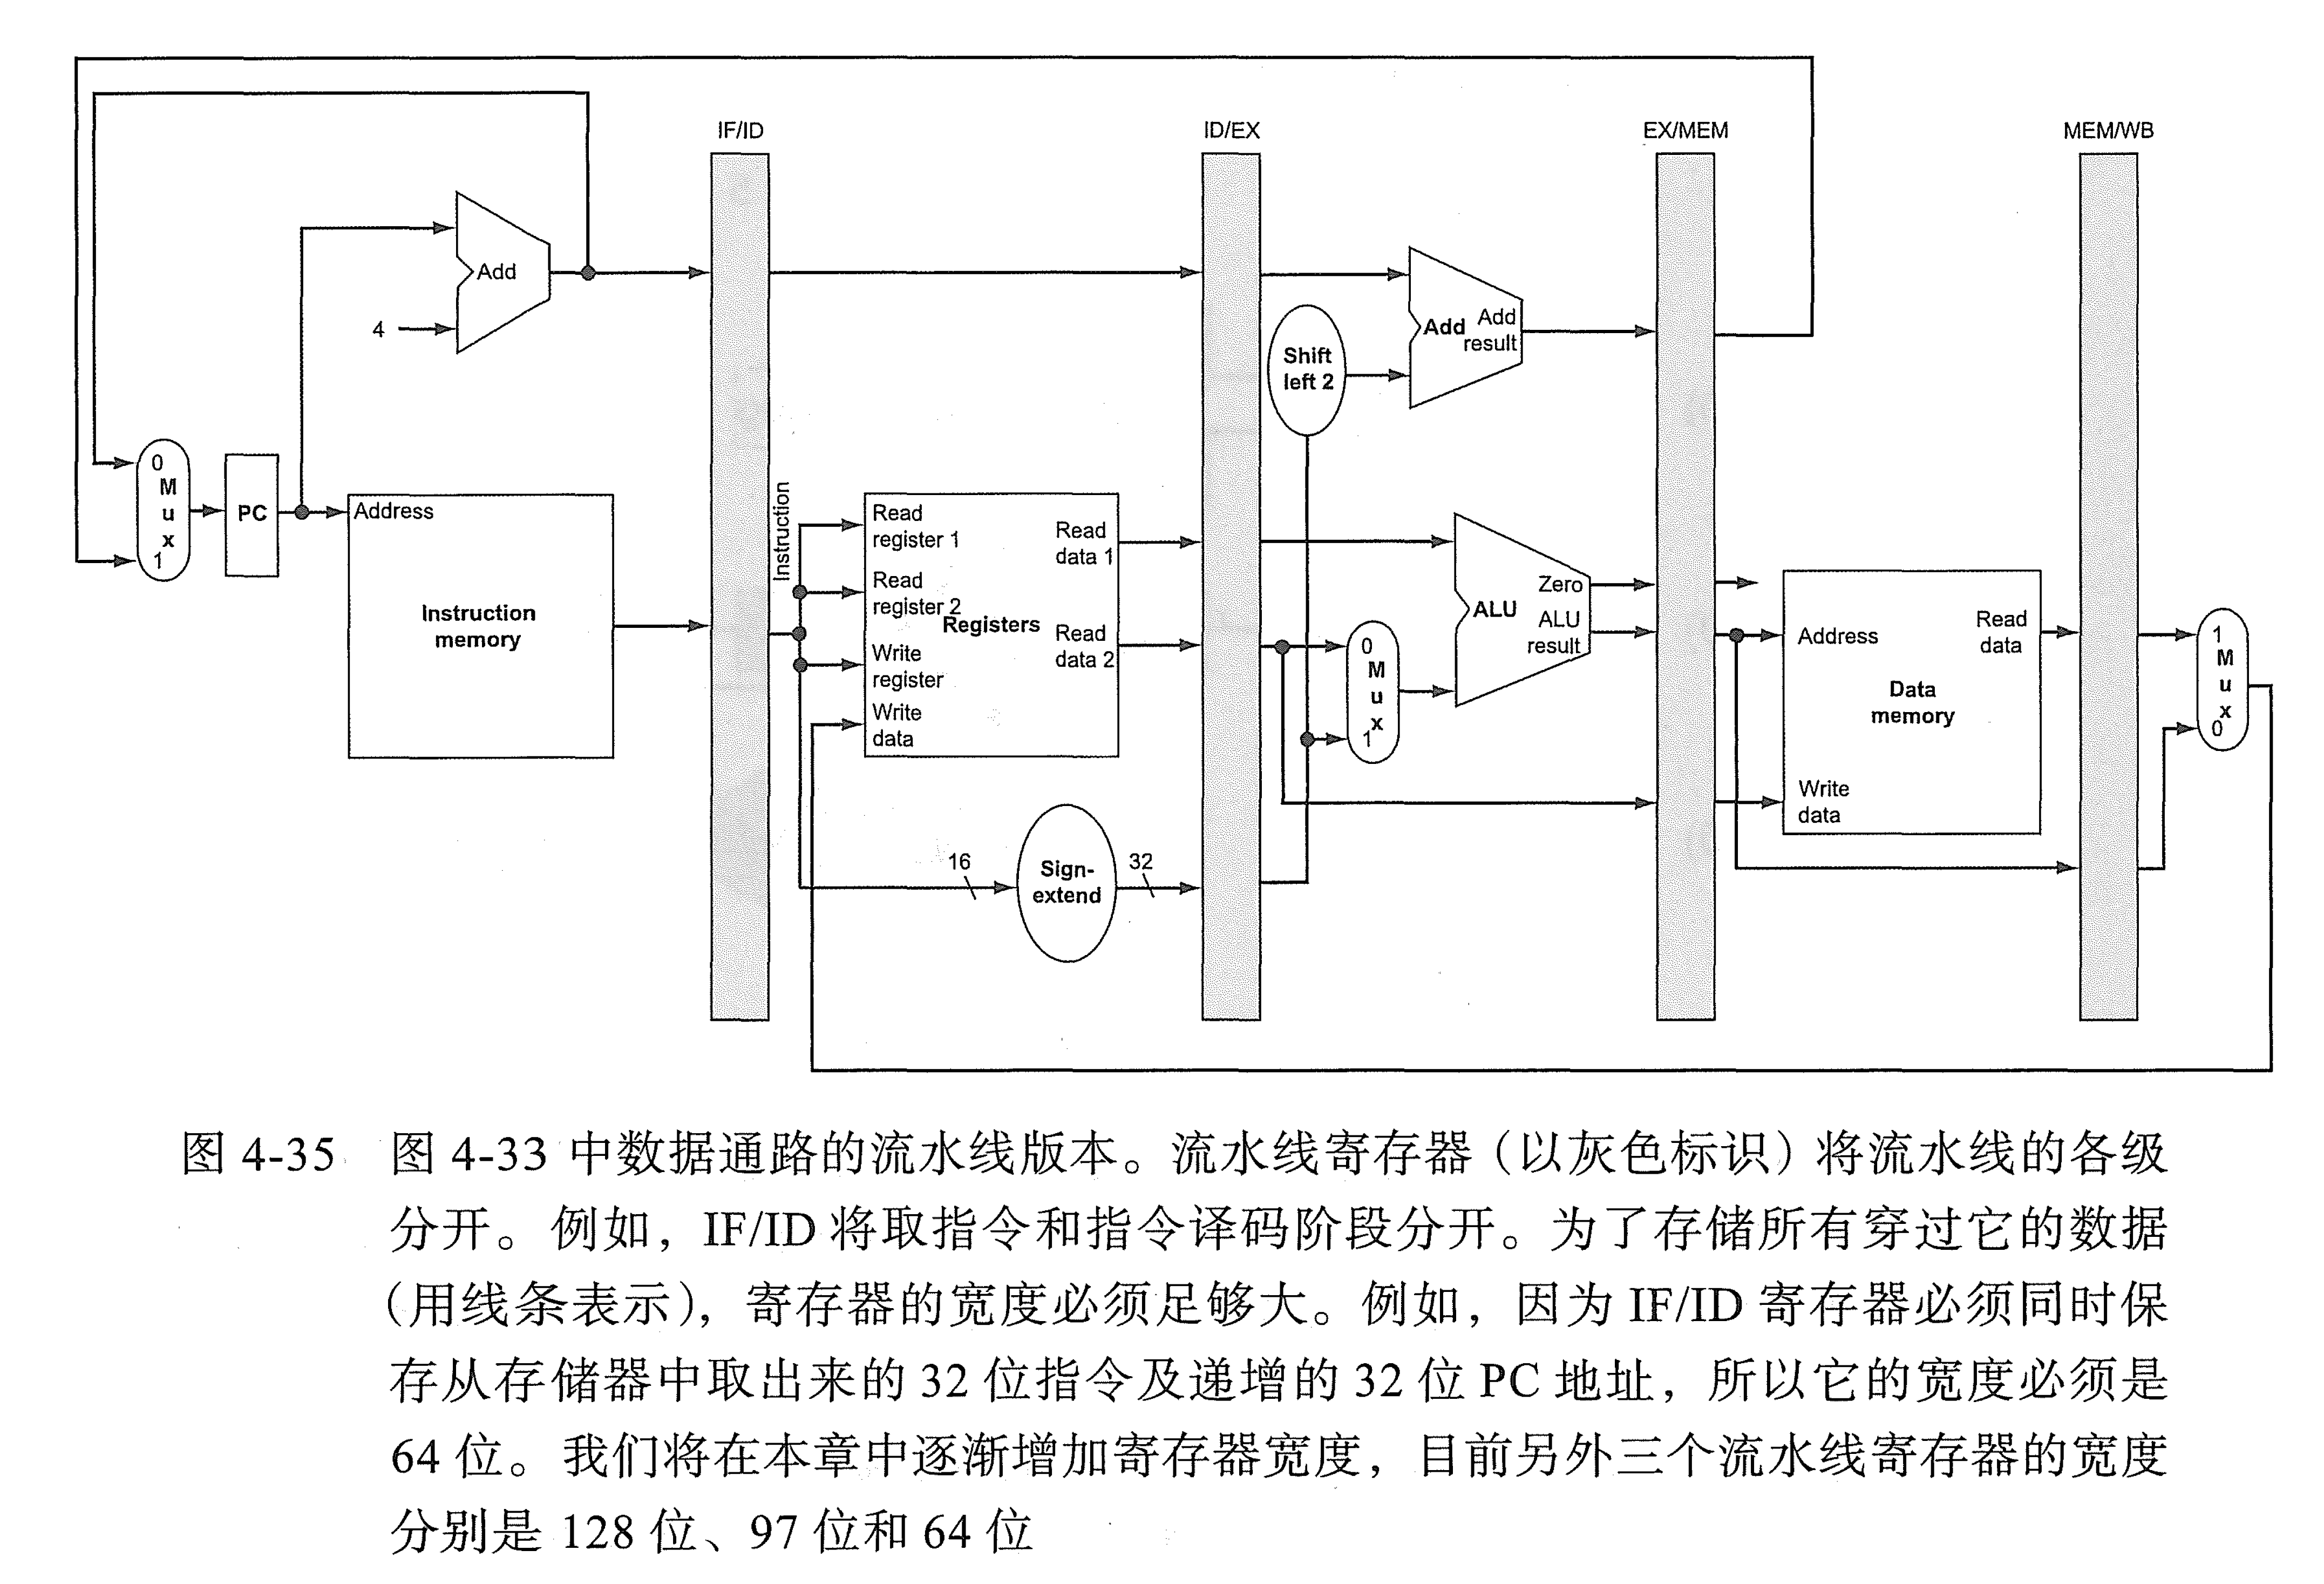 IF/ID
ID/EX
EX/MEM
MEM/WB
Add
4
Add
Add
result
Shift
left 2
0
M
u
x
1
PC
Address
Instruction
memory
Instruction
Read
register 1
Read
register 2
Write
register
Write
data
Registers
Read
data 1
Read
data 2
16
Sign-
extend
32
0
M
u
x
1
ALU
Zero
ALU
result
Address
Read
data
Data
memory
Write
data
1
M
u
x
0
图 4-35 图 4-33 中数据通路的流水线版本。流水线寄存器（以灰色标识）将流水线的各级
分开。例如，IF/ID 将取指令和指令译码阶段分开。为了存储所有穿过它的数据
（用线条表示），寄存器的宽度必须足够大。例如，因为 IF/ID 寄存器必须同时保
存从存储器中取出来的 32 位指令及递增的 32 位 PC 地址，所以它的宽度必须是
64 位。我们将在本章中逐渐增加寄存器宽度，目前另外三个流水线寄存器的宽度
分别是 128 位、97 位和 64 位